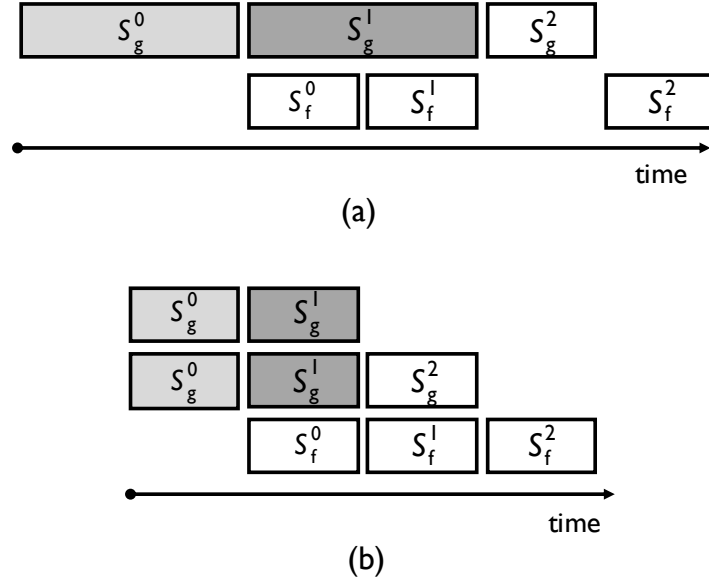 S_g^0 S_g^1 S_g^2
S_f^0 S_f^1 S_f^2
time
(a)
S_g^0 S_g^1
S_g^0 S_g^1 S_g^2
S_f^0 S_f^1 S_f^2
time
(b)